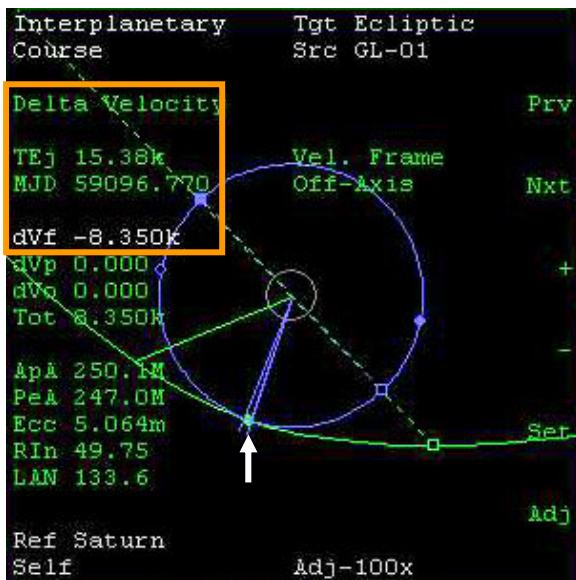 Interplanetary Tgt Ecliptic
Course Src GL-01
Delta Velocity Prv
TEj 15.38k Vel. Frame
MJD 59096.770 Off-Axis Nxt
dVf -8.350k
dVp 0.000 +
dVo 0.000
Tot 8.350k
-
ApA 250.1M
PeA 247.0M
Ecc 5.064m Set
RIn 49.75
LAN 133.6
Adj
Ref Saturn
Self Adj-100x